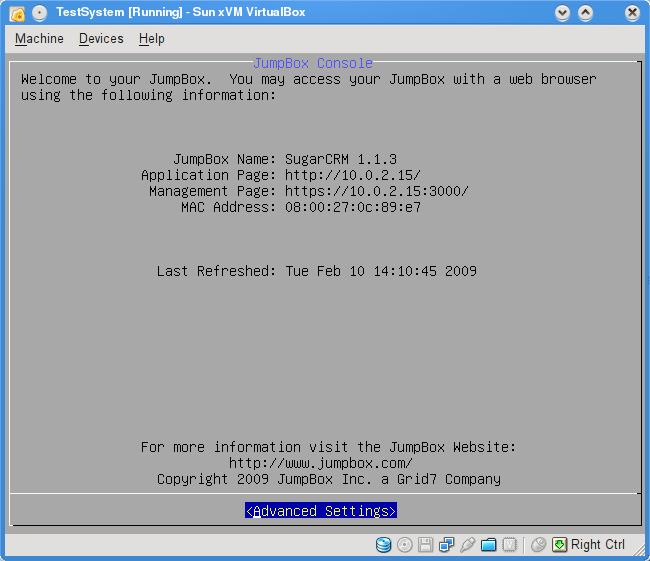 TestSystem [Running] - Sun xVM VirtualBox
Machine Devices Help
JumpBox Console
Welcome to your JumpBox. You may access your JumpBox with a web browser
using the following information:
JumpBox Name: SugarCRM 1.1.3
Application Page: http://10.0.2.15/
Management Page: https://10.0.2.15:3000/
MAC Address: 08:00:27:0c:89:e7
Last Refreshed: Tue Feb 10 14:10:45 2009
For more information visit the JumpBox Website:
http://www.jumpbox.com/
Copyright 2009 JumpBox Inc. a Grid7 Company
<Advanced Settings>
Right Ctrl